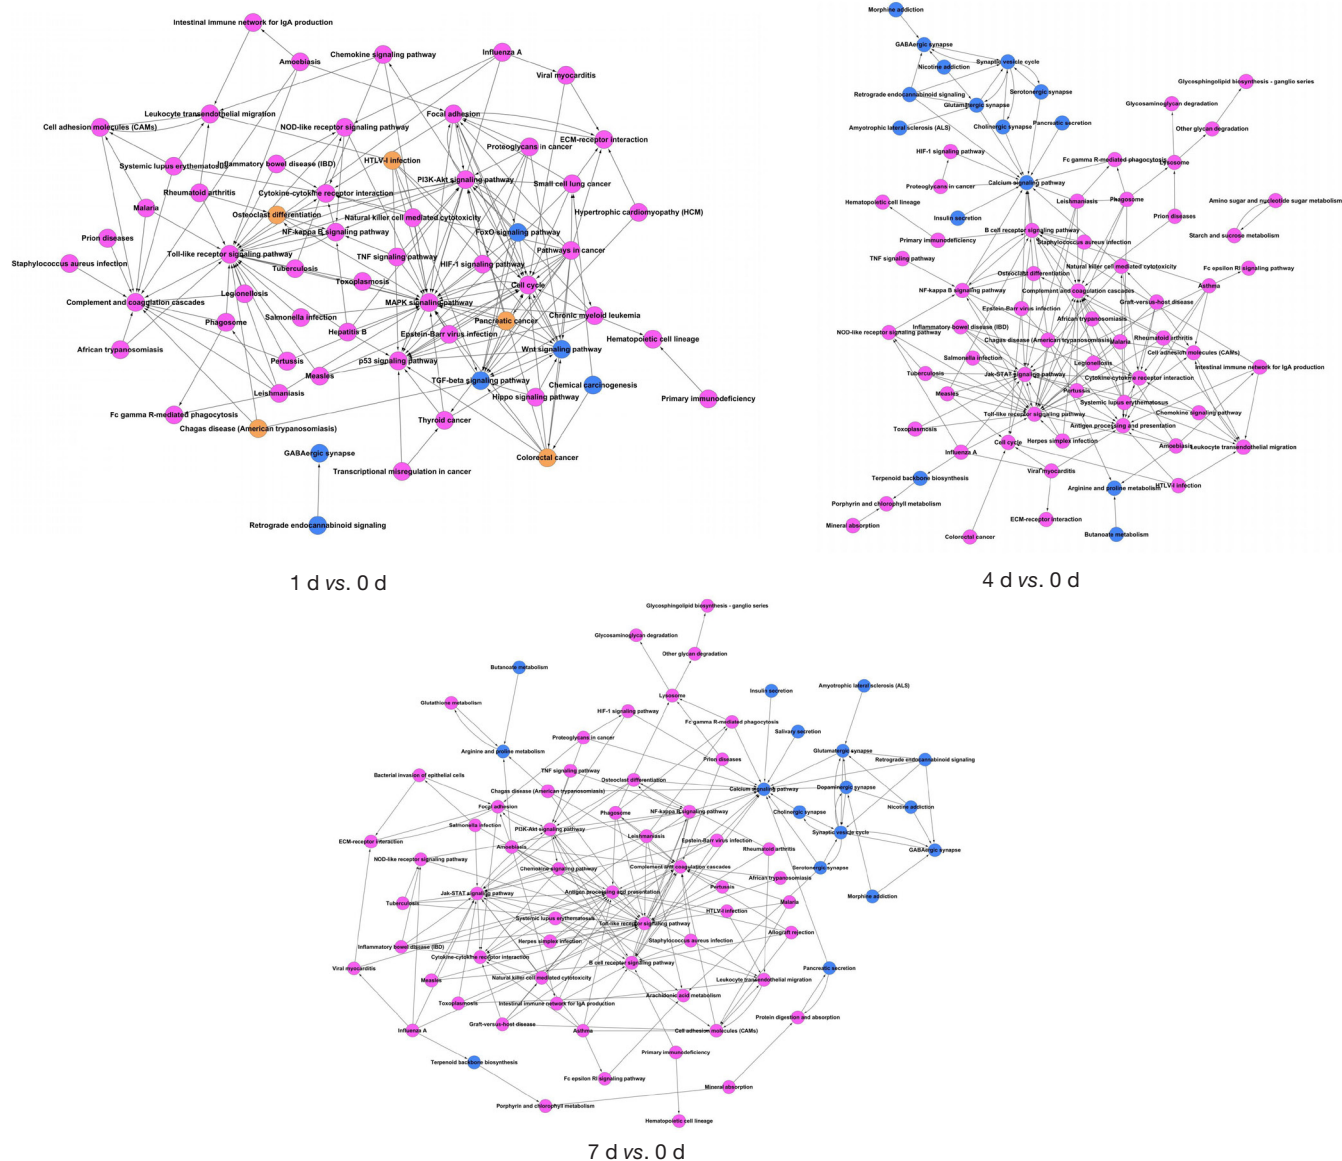 Intestinal Immune network for IgA production
Amoebiasis
Chemokine signaling pathway
Influenza A
Viral myocarditis
Leukocyte transendothelial migration
Cell adhesion molecules (CAMs)
NOD-like receptor signaling pathway
Focal adhesion
ECM-receptor interaction
Proteoglycans in cancer
Systemic lupus erythematosus
Inflammatory bowel disease (IBD)
HTLV-I infection
PI3K-Akt signaling pathway
Small cell lung cancer
Rheumatoid arthritis
Cytokine-cytokine receptor interaction
Malaria
Osteoclast differentiation
Natural killer cell mediated cytotoxicity
Hypertrophic cardiomyopathy (HCM)
NF-kappa B signaling pathway
FoxO signaling pathway
Prion diseases
Toll-like receptor signaling pathway
TNF signaling pathway
Pathways in cancer
Staphylococcus aureus infection
Tuberculosis
HIF-1 signaling pathway
Toxoplasmosis
Cell cycle
Legionellosis
Complement and coagulation cascades
MAPK signaling pathway
Phagosome
Salmonella infection
Pancreatic cancer
Chronic myeloid leukemia
Hepatitis B
Epstein-Barr virus infection
Hematopoietic cell lineage
African trypanosomiasis
Pertussis
p53 signaling pathway
Wnt signaling pathway
Measles
TGF-beta signaling pathway
Chemical carcinogenesis
Leishmaniasis
Hippo signaling pathway
Primary immunodeficiency
Fc gamma R-mediated phagocytosis
Thyroid cancer
Chagas disease (American trypanosomiasis)
GABAergic synapse
Colorectal cancer
Transcriptional misregulation in cancer
Retrograde endocannabinoid signaling
1 d vs. 0 d
Morphine addiction
GABAergic synapse
Nicotine addiction
Synaptic vesicle cycle
Retrograde endocannabinoid signaling
Serotonergic synapse
Glutamatergic synapse
Amyotrophic lateral sclerosis (ALS)
Cholinergic synapse
Pancreatic secretion
Glycosphingolipid biosynthesis - ganglio series
Glycosaminoglycan degradation
Other glycan degradation
HIF-1 signaling pathway
Fc gamma R-mediated phagocytosis
Lysosome
Proteoglycans in cancer
Calcium signaling pathway
Hematopoietic cell lineage
Leishmaniasis
Phagosome
Amino sugar and nucleotide sugar metabolism
Insulin secretion
Prion diseases
Primary immunodeficiency
B cell receptor signaling pathway
Staphylococcus aureus infection
Starch and sucrose metabolism
TNF signaling pathway
Osteoclast differentiation
Natural killer cell mediated cytotoxicity
Fc epsilon RI signaling pathway
NF-kappa B signaling pathway
Complement and coagulation cascades
Asthma
Epstein-Barr virus infection
Graft-versus-host disease
African trypanosomiasis
NOD-like receptor signaling pathway
Inflammatory bowel disease (IBD)
Chagas disease (American trypanosomiasis)
Malaria
Rheumatoid arthritis
Cell adhesion molecules (CAMs)
Salmonella infection
Legionellosis
Intestinal immune network for IgA production
Tuberculosis
Jak-STAT signaling pathway
Cytokine-cytokine receptor interaction
Measles
Pertussis
Systemic lupus erythematosus
Toll-like receptor signaling pathway
Chemokine signaling pathway
Toxoplasmosis
Antigen processing and presentation
Cell cycle
Herpes simplex infection
Amoebiasis
Leukocyte transendothelial migration
Influenza A
Viral myocarditis
Terpenoid backbone biosynthesis
Arginine and proline metabolism
HTLV-I infection
Porphyrin and chlorophyll metabolism
Mineral absorption
ECM-receptor interaction
Colorectal cancer
Butanoate metabolism
4 d vs. 0 d
Glycosphingolipid biosynthesis - ganglio series
Glycosaminoglycan degradation
Other glycan degradation
Butanoate metabolism
Lysosome
Insulin secretion
Amyotrophic lateral sclerosis (ALS)
Glutathione metabolism
HIF-1 signaling pathway
Fc gamma R-mediated phagocytosis
Salivary secretion
Proteoglycans in cancer
Arginine and proline metabolism
Glutamatergic synapse
Prion diseases
Retrograde endocannabinoid signaling
Bacterial invasion of epithelial cells
TNF signaling pathway
Osteoclast differentiation
Calcium signaling pathway
Dopaminergic synapse
Chagas disease (American trypanosomiasis)
Focal adhesion
Phagosome
NF-kappa B signaling pathway
Cholinergic synapse
Nicotine addiction
Salmonella infection
PI3K-Akt signaling pathway
Leishmaniasis
Synaptic vesicle cycle
ECM-receptor interaction
Amoebiasis
Epstein-Barr virus infection
Rheumatoid arthritis
GABAergic synapse
NOD-like receptor signaling pathway
Chemokine signaling pathway
Complement and coagulation cascades
Serotonergic synapse
African trypanosomiasis
Jak-STAT signaling pathway
Antigen processing and presentation
Pertussis
Morphine addiction
Tuberculosis
Malaria
Systemic lupus erythematosus
HTLV-I infection
Toll-like receptor signaling pathway
Allograft rejection
Inflammatory bowel disease (IBD)
Herpes simplex infection
Staphylococcus aureus infection
Cytokine-cytokine receptor interaction
B cell receptor signaling pathway
Viral myocarditis
Pancreatic secretion
Measles
Natural killer cell mediated cytotoxicity
Leukocyte transendothelial migration
Arachidonic acid metabolism
Toxoplasmosis
Intestinal immune network for IgA production
Protein digestion and absorption
Influenza A
Graft-versus-host disease
Asthma
Cell adhesion molecules (CAMs)
Primary immunodeficiency
Terpenoid backbone biosynthesis
Fc epsilon RI signaling pathway
Mineral absorption
Porphyrin and chlorophyll metabolism
Hematopoietic cell lineage
7 d vs. 0 d